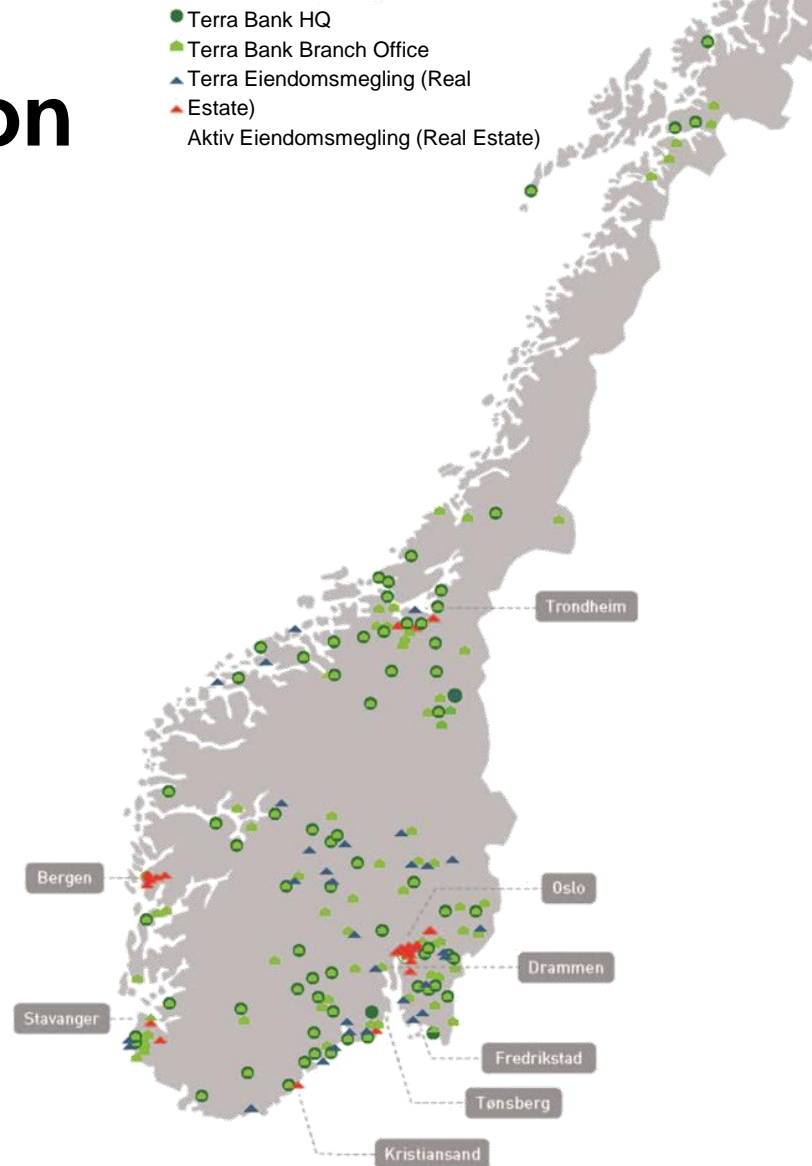 Terra Bank HQ
Terra Bank Branch Office
Terra Eiendomsmegling (Real
Estate)
Aktiv Eiendomsmegling (Real Estate)
on
Trondheim
Bergen
Oslo
Drammen
Stavanger
Fredrikstad
Tønsberg
Kristiansand